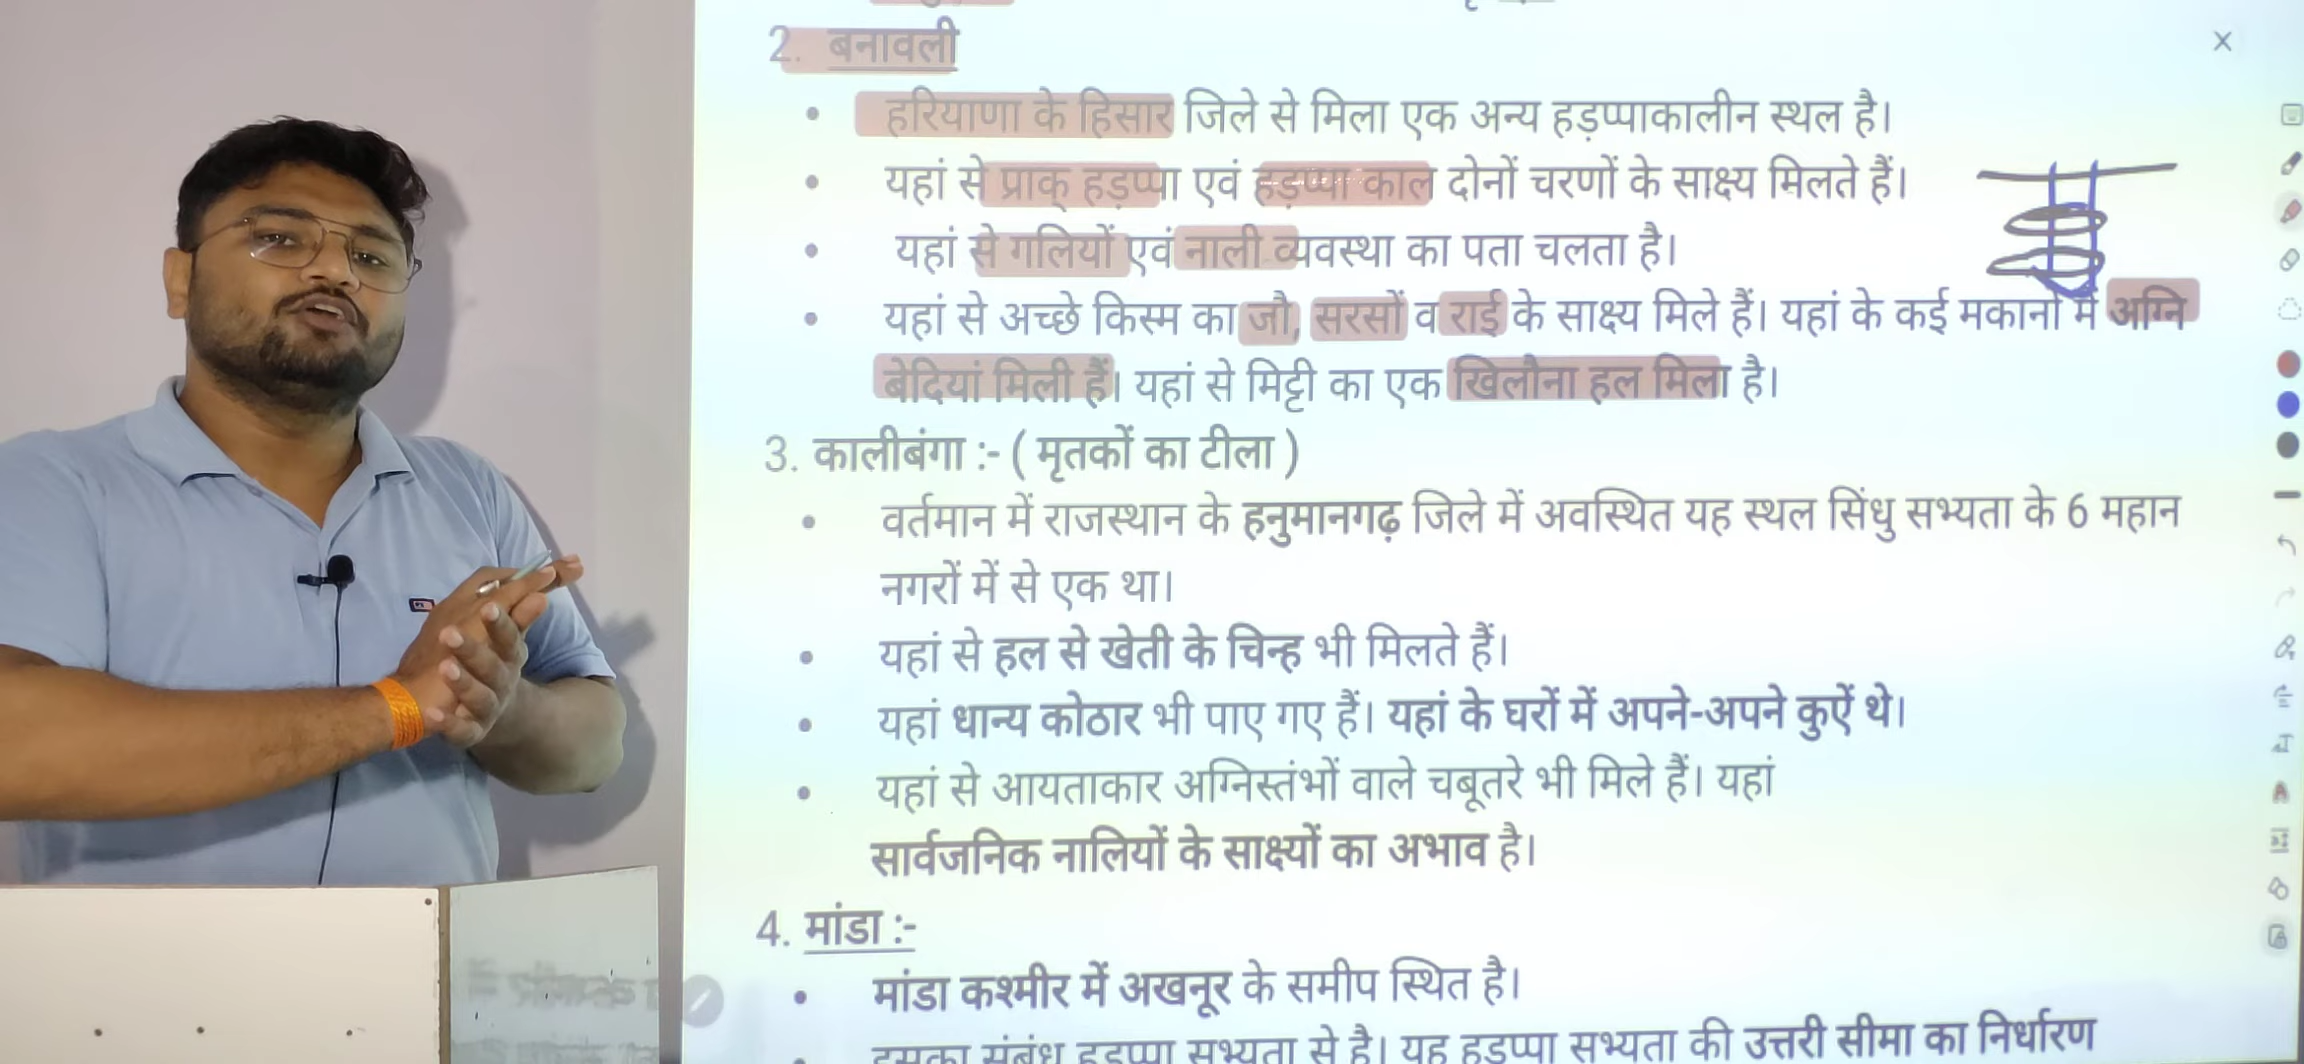 2. बनावली
• हरियाणा के हिसार जिले से मिला एक अन्य हड़प्पाकालीन स्थल है।
• यहां से प्राक् हड़प्पा एवं हड़प्पा काल दोनों चरणों के साक्ष्य मिलते हैं।
• यहां से गलियों एवं नाली व्यवस्था का पता चलता है।
• यहां से अच्छे किस्म का जौ, सरसों व राई के साक्ष्य मिले हैं। यहां के कई मकानों में अग्नि
बेदियां मिली हैं। यहां से मिट्टी का एक खिलौना हल मिला है।
3. कालीबंगा :- ( मृतकों का टीला )
• वर्तमान में राजस्थान के हनुमानगढ़ जिले में अवस्थित यह स्थल सिंधु सभ्यता के 6 महान
नगरों में से एक था।
• यहां से हल से खेती के चिन्ह भी मिलते हैं।
• यहां धान्य कोठार भी पाए गए हैं। यहां के घरों में अपने-अपने कुऐं थे।
• यहां से आयताकार अग्निस्तंभों वाले चबूतरे भी मिले हैं। यहां
सार्वजनिक नालियों के साक्ष्यों का अभाव है।
4. मांडा :-
• मांडा कश्मीर में अखनूर के समीप स्थित है।
• इसका संबंध हड़प्पा सभ्यता से है। यह हड़प्पा सभ्यता की उत्तरी सीमा का निर्धारण